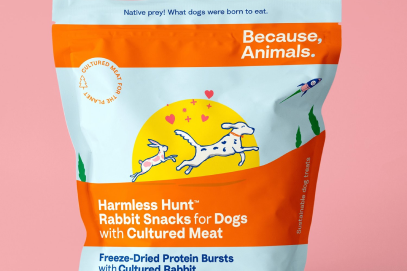 Native prey! What dogs were born to eat.
Because,
Animals.
CULTURED MEAT FOR THE PLANET
Harmless Hunt™
Rabbit Snacks for Dogs
with Cultured Meat
Sustainable dog treats
Freeze-Dried Protein Bursts
with Cultured Rabbit